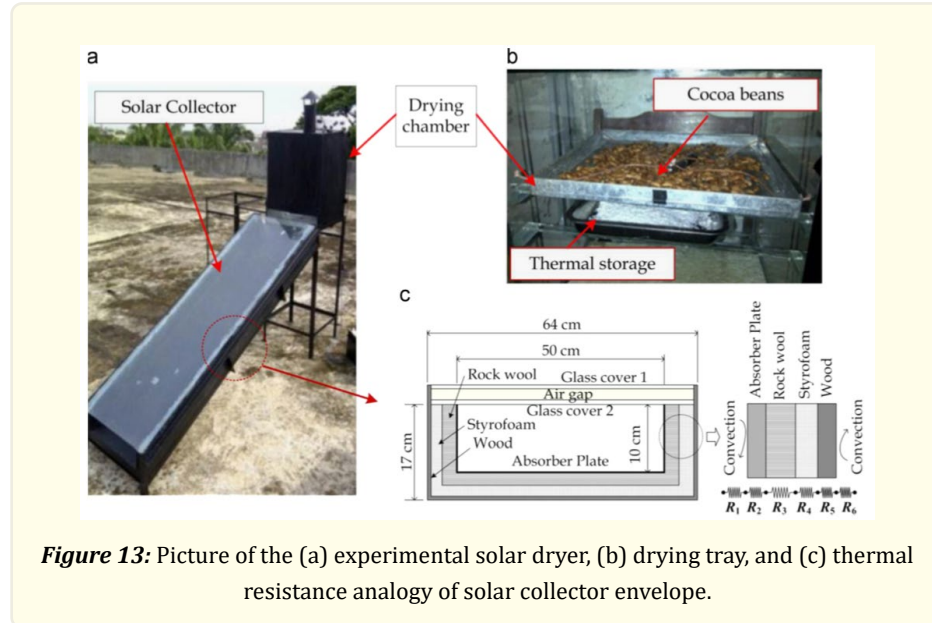 a
Solar Collector
Drying
chamber
b
Cocoa beans
Thermal storage
c
64 cm
50 cm
Rock wool
Glass cover 1
Air gap
Glass cover 2
Styrofoam
Wood
Absorber Plate
17 cm
10 cm
Convection
Absorber Plate
Rock wool
Styrofoam
Wood
Convection
R1 R2 R3 R4 R5 R6
Figure 13: Picture of the (a) experimental solar dryer, (b) drying tray, and (c) thermal
resistance analogy of solar collector envelope.